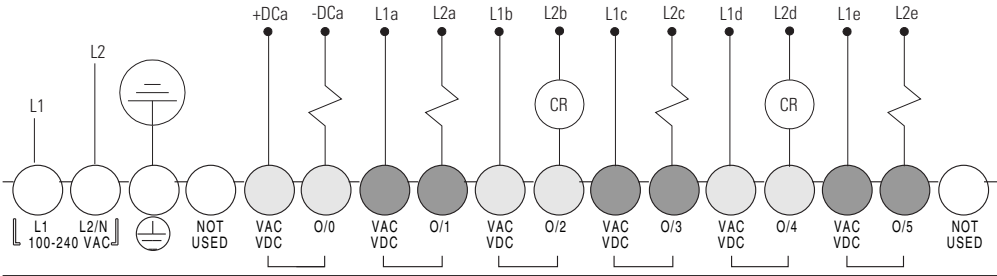 +DCa -DCa L1a L2a L1b L2b L1c L2c L1d L2d L1e L2e
L2
L1
CR CR
L1 L2/N NOT VAC O/0 VAC O/1 VAC O/2 VAC O/3 VAC O/4 VAC O/5 NOT
100-240 VAC USED VDC VDC VDC VDC VDC VDC USED